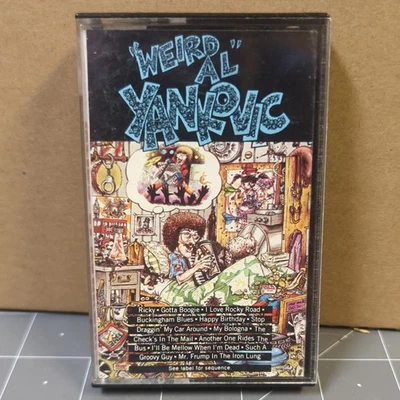 "WEIRD
AL"
YANKOVIC
Ricky • Gotta Boogie • I Love Rocky Road •
Buckingham Blues • Happy Birthday • Stop
Draggin' My Car Around • My Bologna • The
Check's In The Mail • Another One Rides The
Bus • I'll Be Mellow When I'm Dead • Such A
Groovy Guy • Mr. Frump In The Iron Lung
See label for sequence.